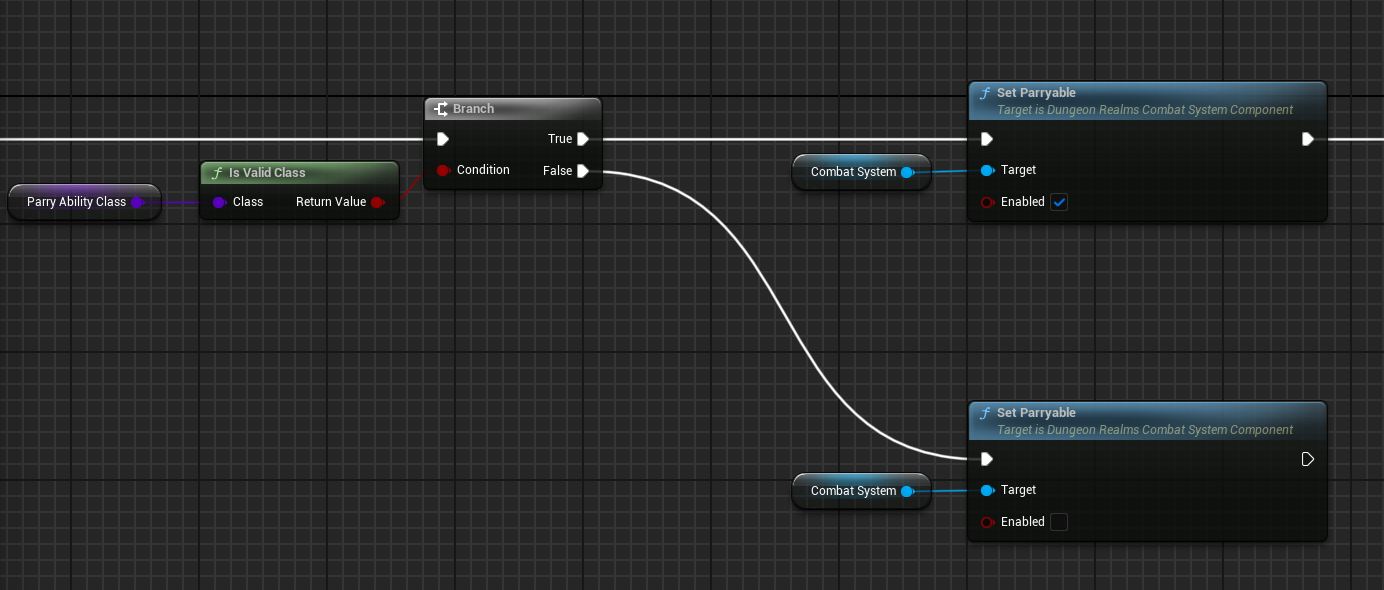 Branch
True
Condition
False
Is Valid Class
Parry Ability Class
Class
Return Value
Set Parryable
Target is Dungeon Realms Combat System Component
Combat System
Target
Enabled
Set Parryable
Target is Dungeon Realms Combat System Component
Combat System
Target
Enabled